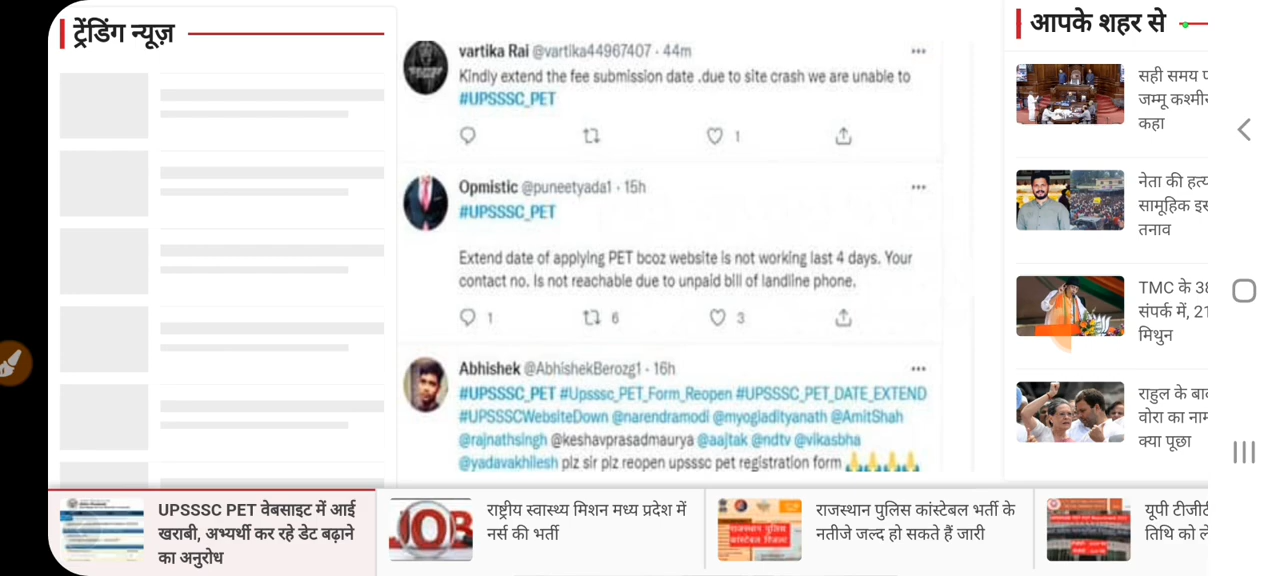 ट्रेंडिंग न्यूज़
vartika Rai @vartika44967407 · 44m
Kindly extend the fee submission date .due to site crash we are unable to
#UPSSSC_PET
1
Opmistic @puneetyada1 · 15h
#UPSSSC_PET
Extend date of applying PET bcoz website is not working last 4 days. Your
contact no. Is not reachable due to unpaid bill of landline phone.
1 6 3
Abhishek @AbhishekBerozg1 · 16h
#UPSSSC_PET #Upsssc_PET_Form_Reopen #UPSSSC_PET_DATE_EXTEND
#UPSSSCWebsiteDown @narendramodi @myogiadityanath @AmitShah
@rajnathsingh @keshavprasadmaurya @aajtak @ndtv @vikasbha
@yadavakhilesh plz sir plz reopen upsssc pet registration form 🙏🙏🙏🙏
आपके शहर से
सही समय
जम्मू कश्मीर
कहा
नेता की
सामूहिक
तनाव
TMC के 38
संपर्क में, 21
मिथुन
राहुल के
वोरा का नाम
क्या पूछा
UPSSSC PET वेबसाइट में आई
खराबी, अभ्यर्थी कर रहे डेट बढ़ाने
का अनुरोध
राष्ट्रीय स्वास्थ्य मिशन मध्य प्रदेश में
नर्स की भर्ती
JOB
राजस्थान पुलिस कांस्टेबल भर्ती के
नतीजे जल्द हो सकते हैं जारी
राजस्थान पुलिस
यूपी टीजीटी
तिथि को